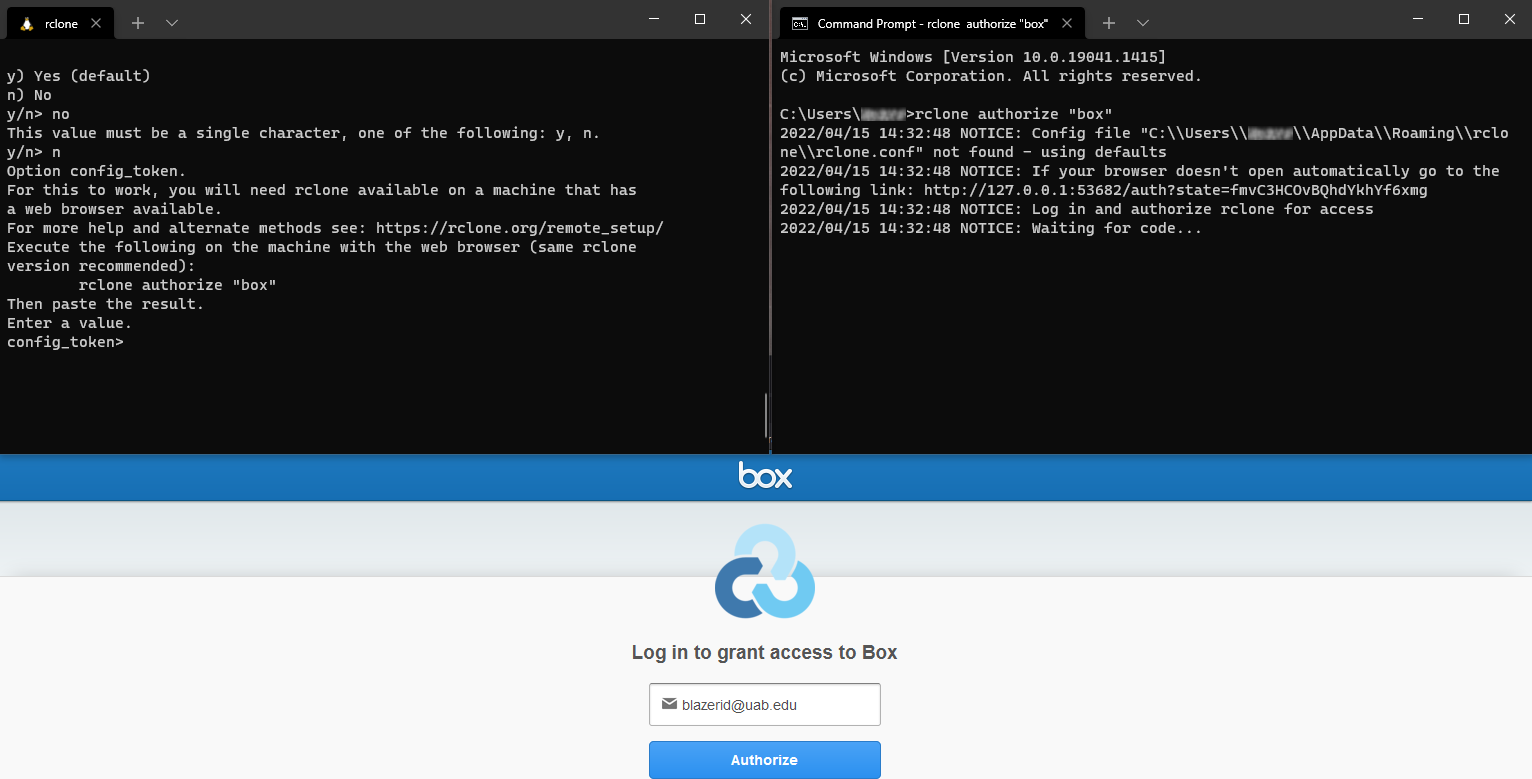 rclone
y) Yes (default)
n) No
y/n> no
This value must be a single character, one of the following: y, n.
y/n> n
Option config_token.
For this to work, you will need rclone available on a machine that has
a web browser available.
For more help and alternate methods see: https://rclone.org/remote_setup/
Execute the following on the machine with the web browser (same rclone
version recommended):
rclone authorize "box"
Then paste the result.
Enter a value.
config_token>
Command Prompt - rclone authorize "box"
Microsoft Windows [Version 10.0.19041.1415]
(c) Microsoft Corporation. All rights reserved.
C:\Users\>rclone authorize "box"
2022/04/15 14:32:48 NOTICE: Config file "C:\\Users\\\\AppData\\Roaming\\rclo
ne\\rclone.conf" not found - using defaults
2022/04/15 14:32:48 NOTICE: If your browser doesn't open automatically go to the
following link: http://127.0.0.1:53682/auth?state=fmvC3HCOvBQhdYkhYf6xmg
2022/04/15 14:32:48 NOTICE: Log in and authorize rclone for access
2022/04/15 14:32:48 NOTICE: Waiting for code...
box
Log in to grant access to Box
blazerid@uab.edu
Authorize